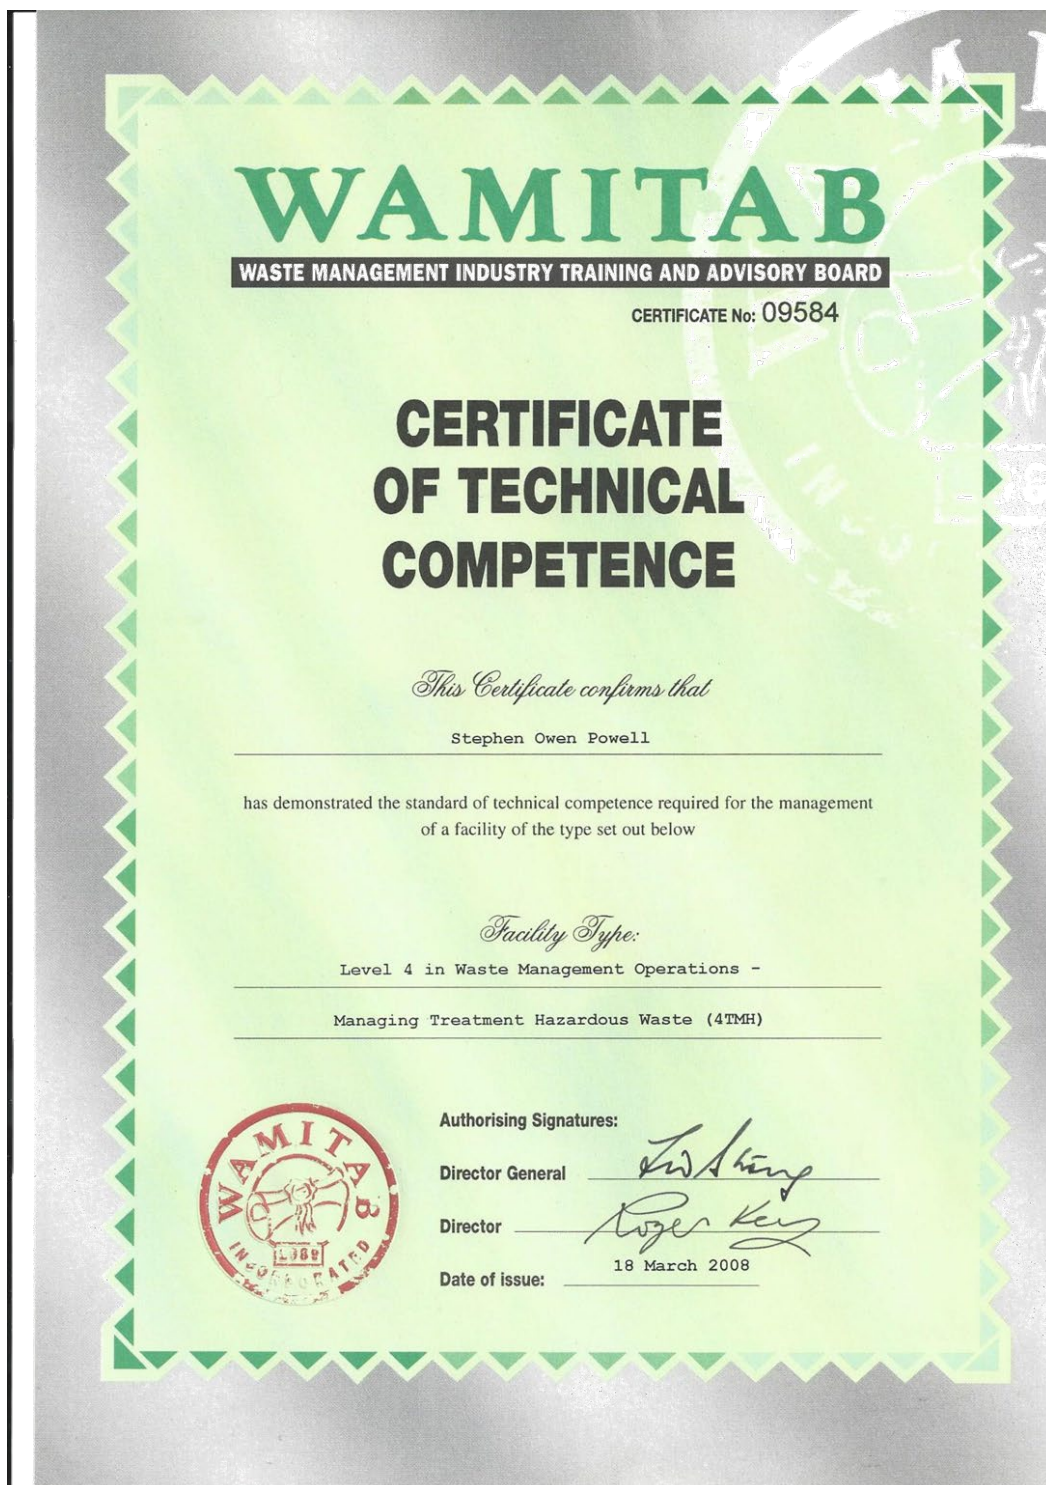 WAMITAB
WASTE MANAGEMENT INDUSTRY TRAINING AND ADVISORY BOARD
CERTIFICATE No: 09584
CERTIFICATE
OF TECHNICAL
COMPETENCE
This Certificate confirms that
Stephen Owen Powell
has demonstrated the standard of technical competence required for the management
of a facility of the type set out below
Facility Type:
Level 4 in Waste Management Operations -
Managing Treatment Hazardous Waste (4TMH)
Authorising Signatures:
Director General
Director Roger
Date of issue: 18 March 2008
WAMITAB
INCORPORATED
1989